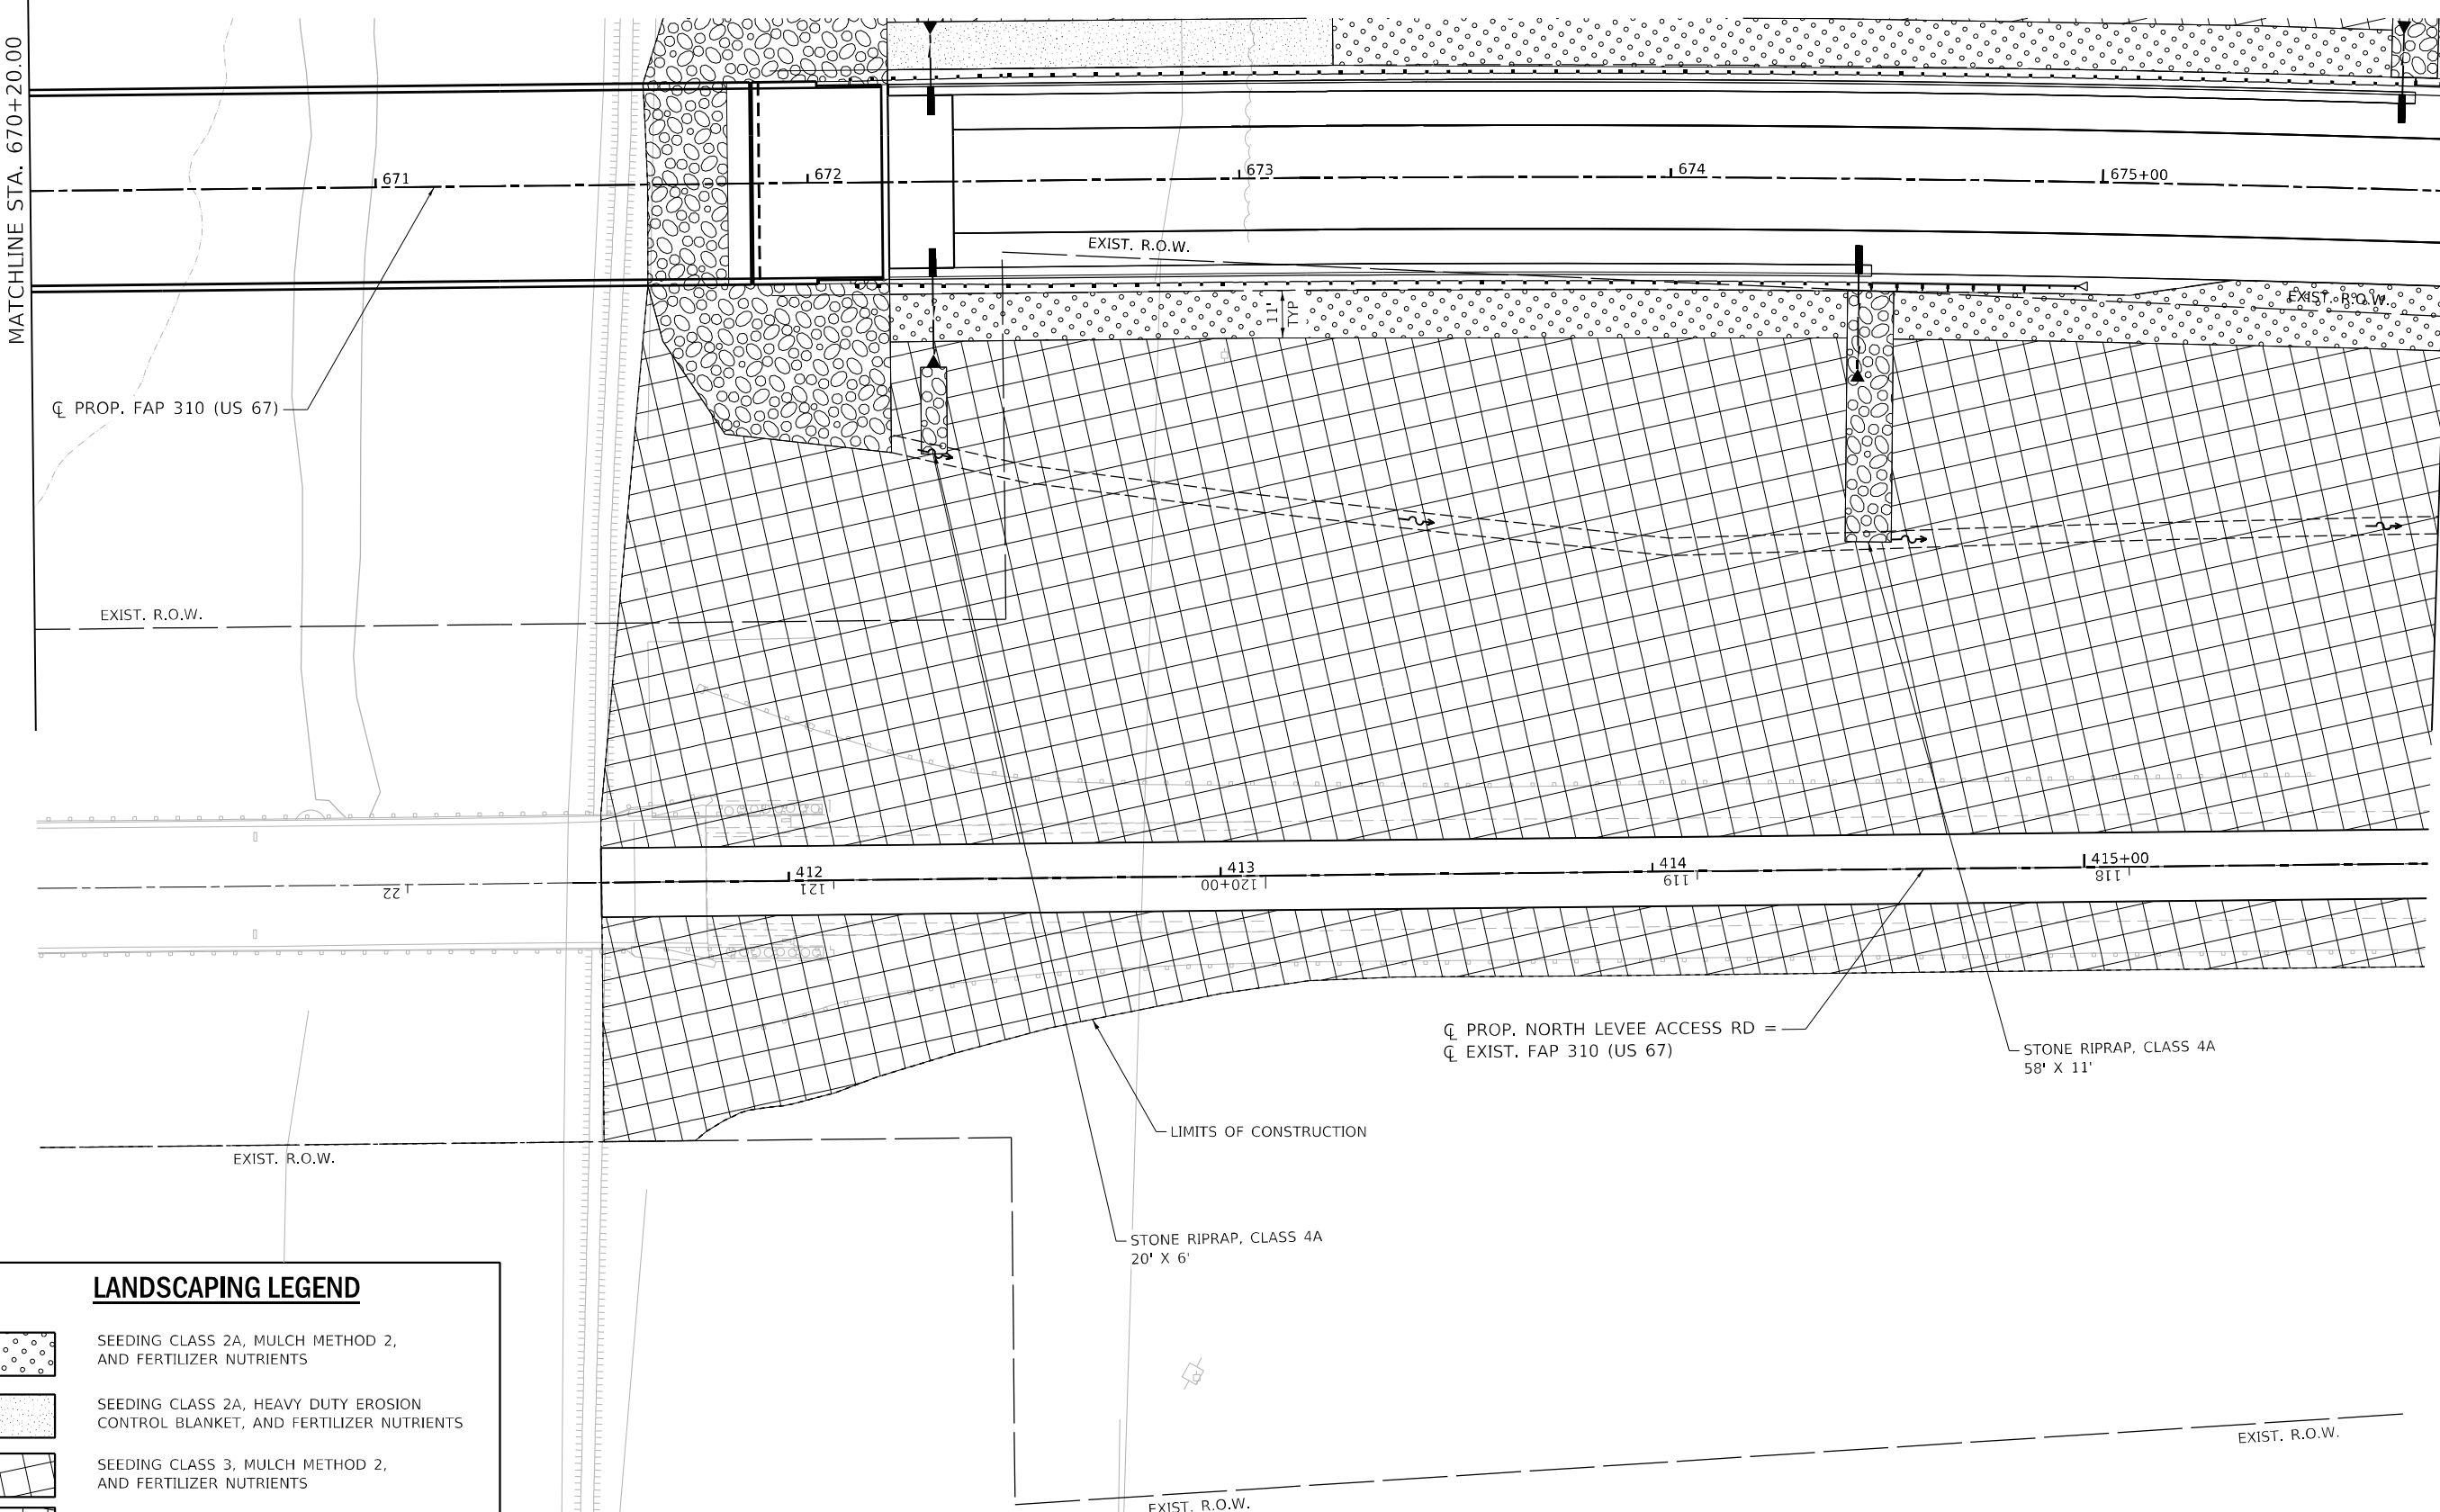 MATCHLINE STA. 670+20.00
671
672
673
674
675+00
EXIST. R.O.W.
EXIST. R.O.W.
11'
TYP
℄ PROP. FAP 310 (US 67)
EXIST. R.O.W.
412
413
414
415+00
22
121
120+00
119
118
℄ PROP. NORTH LEVEE ACCESS RD =
℄ EXIST. FAP 310 (US 67)
STONE RIPRAP, CLASS 4A
58' X 11'
LIMITS OF CONSTRUCTION
EXIST. R.O.W.
STONE RIPRAP, CLASS 4A
20' X 6'
LANDSCAPING LEGEND
SEEDING CLASS 2A, MULCH METHOD 2,
AND FERTILIZER NUTRIENTS
SEEDING CLASS 2A, HEAVY DUTY EROSION
CONTROL BLANKET, AND FERTILIZER NUTRIENTS
SEEDING CLASS 3, MULCH METHOD 2,
AND FERTILIZER NUTRIENTS
EXIST. R.O.W.
EXIST. R.O.W.